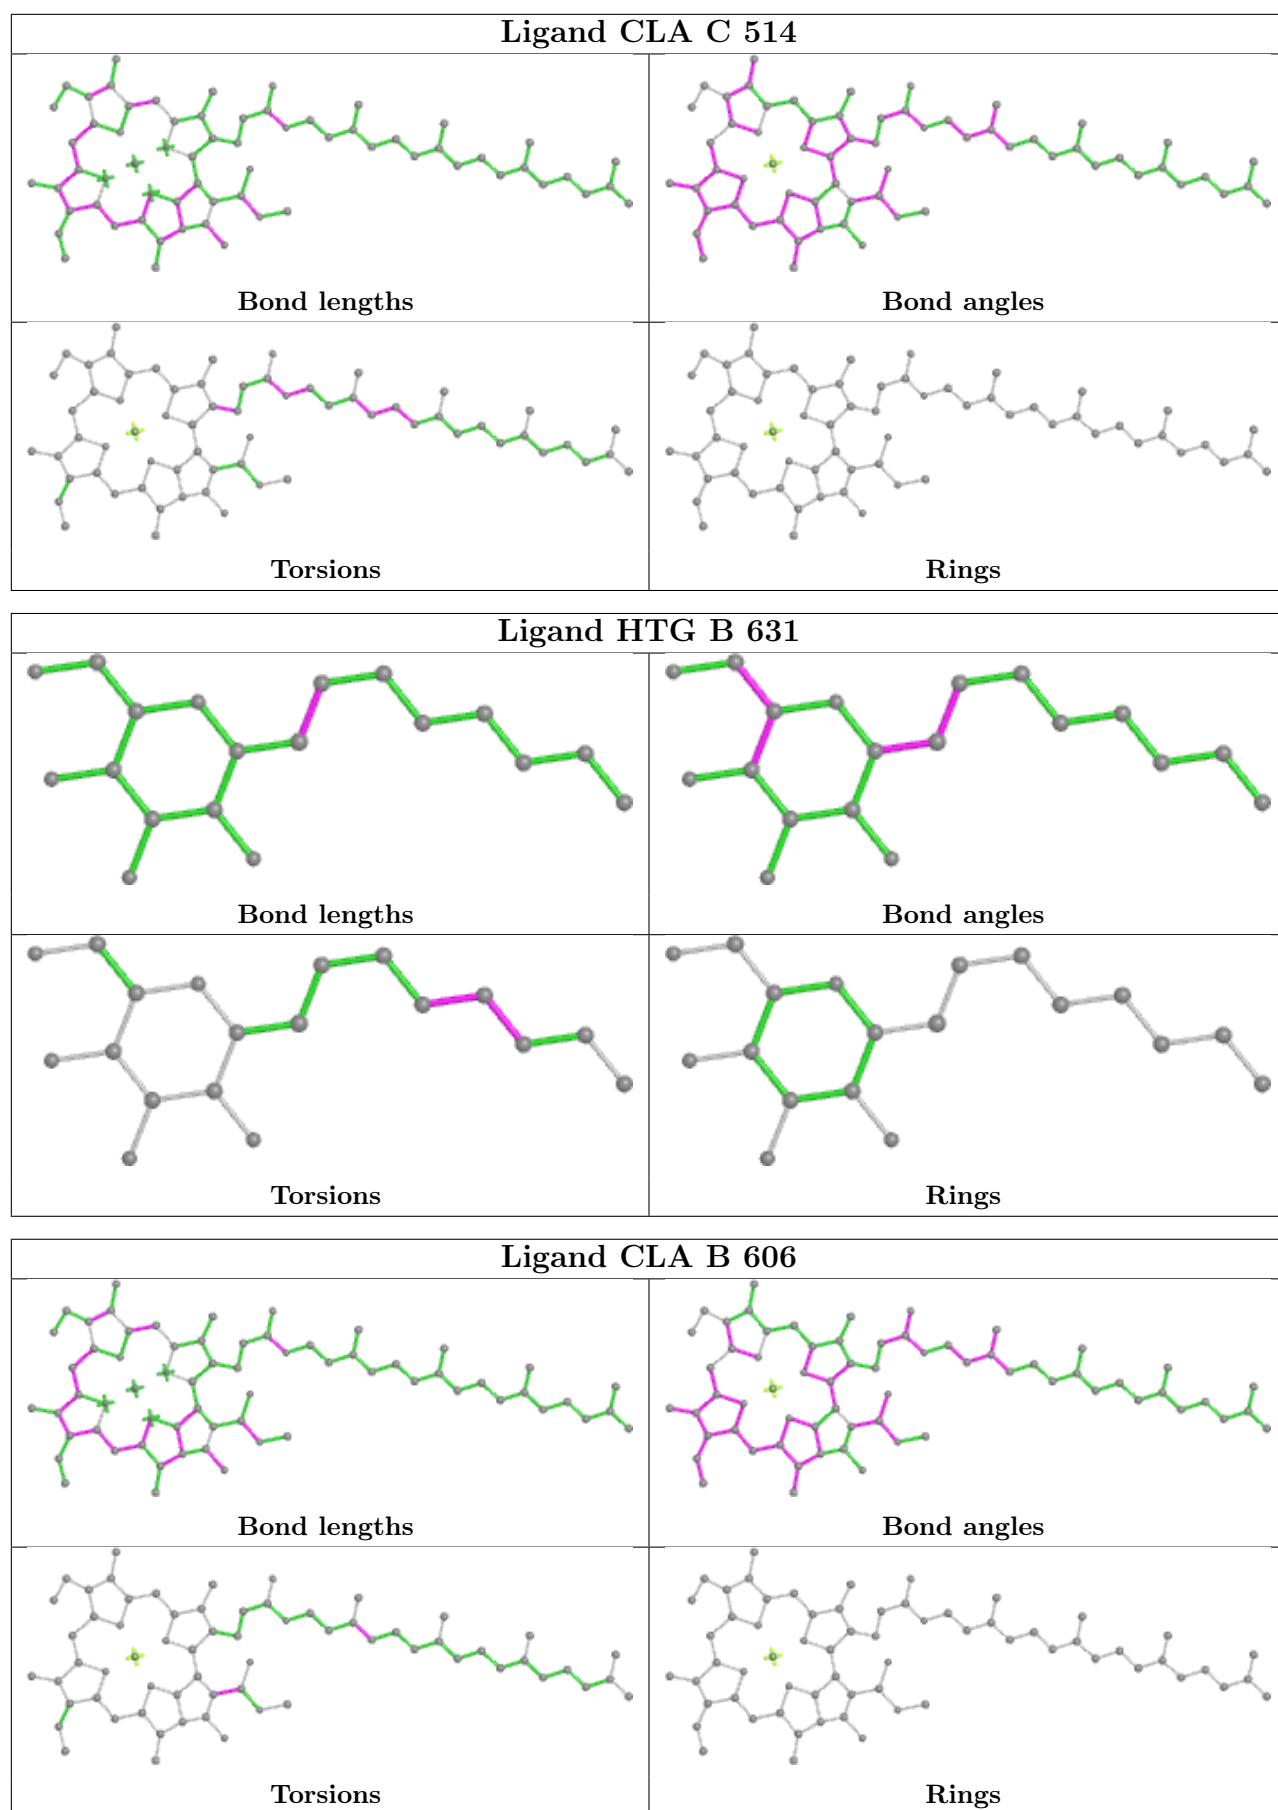 Ligand CLA C 514
Bond lengths
Bond angles
Torsions
Rings
Ligand HTG B 631
Bond lengths
Bond angles
Torsions
Rings
Ligand CLA B 606
Bond lengths
Bond angles
Torsions
Rings